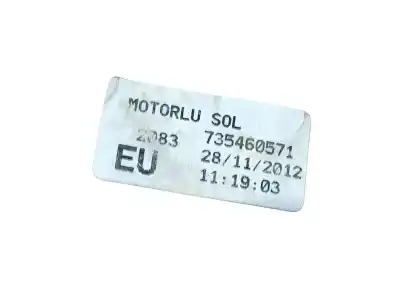 MOTORLU SOL
2083 735460571
EU 28/11/2012
11:19:03